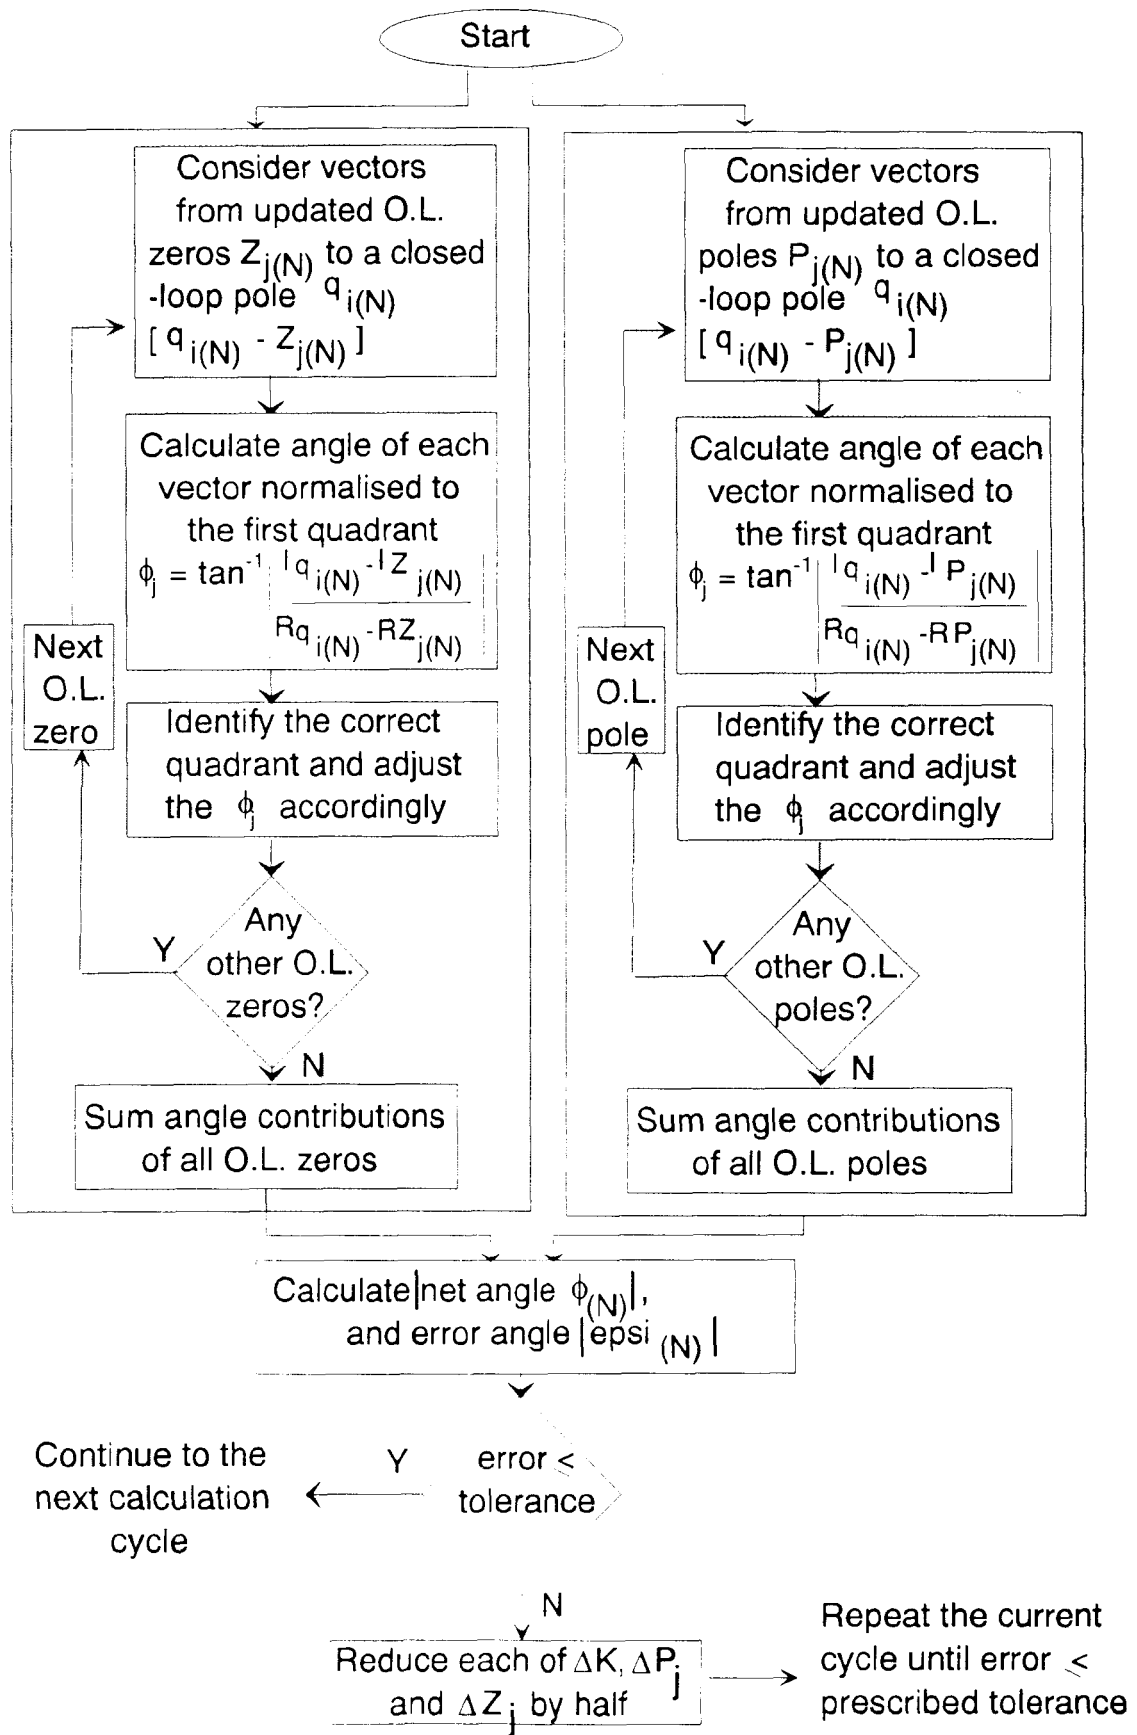 Start
Consider vectors
from updated O.L.
zeros Z j(N) to a closed
-loop pole q i(N)
[ q i(N) - Z j(N) ]
Calculate angle of each
vector normalised to
the first quadrant
ϕj = tan-1 | Iq i(N) - IZ j(N) |
Rq i(N) - RZ j(N)
Identify the correct
quadrant and adjust
the ϕj accordingly
Next
O.L.
zero
Any
other O.L.
zeros?
Y
N
Sum angle contributions
of all O.L. zeros
Consider vectors
from updated O.L.
poles P j(N) to a closed
-loop pole q i(N)
[ q i(N) - P j(N) ]
Calculate angle of each
vector normalised to
the first quadrant
ϕj = tan-1 | Iq i(N) - I P j(N) |
Rq i(N) - RP j(N)
Identify the correct
quadrant and adjust
the ϕj accordingly
Next
O.L.
pole
Any
other O.L.
poles?
Y
N
Sum angle contributions
of all O.L. poles
Calculate |net angle ϕ(N)|,
and error angle |epsi (N) |
error ≤
tolerance
Y
Continue to the
next calculation
cycle
N
Reduce each of ΔK, ΔPj
and ΔZj by half
Repeat the current
cycle until error ≤
prescribed tolerance